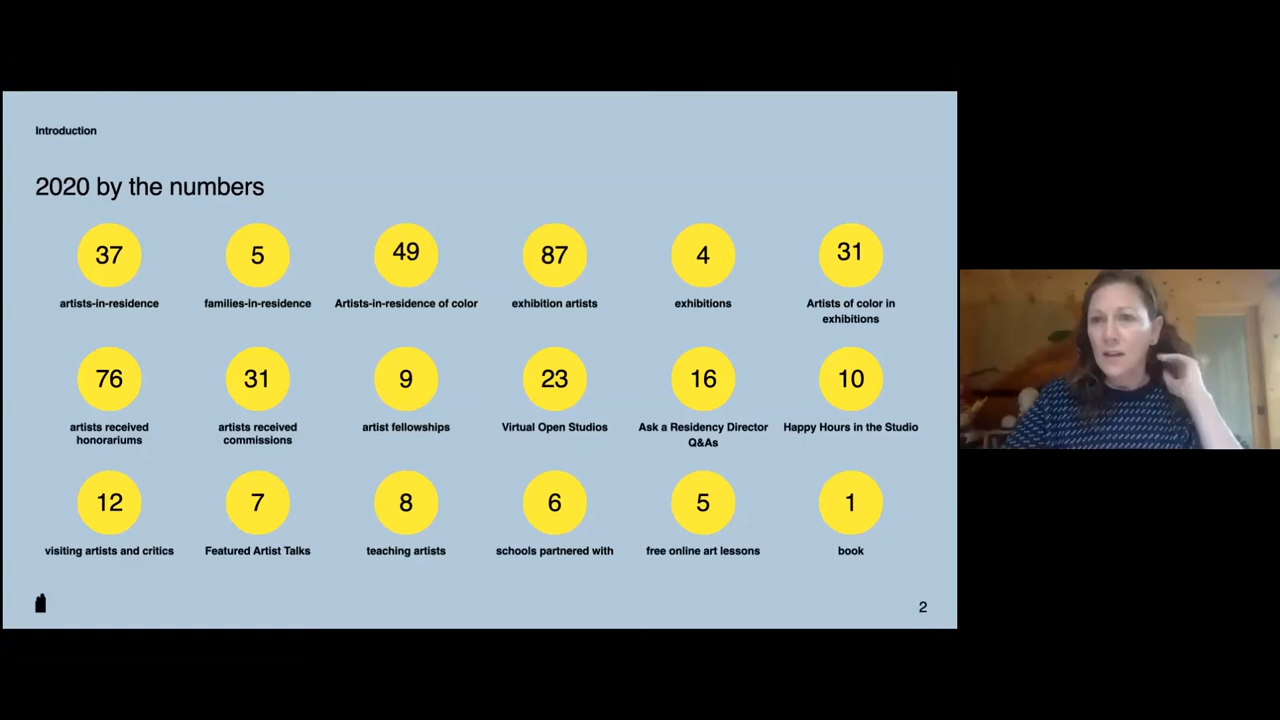 Introduction
2020 by the numbers
37
5
49
87
4
31
artists-in-residence
families-in-residence
Artists-in-residence of color
exhibition artists
exhibitions
Artists of color in
exhibitions
76
31
9
23
16
10
artists received
honorariums
artists received
commissions
artist fellowships
Virtual Open Studios
Ask a Residency Director
Q&As
Happy Hours in the Studio
12
7
8
6
5
1
visiting artists and critics
Featured Artist Talks
teaching artists
schools partnered with
free online art lessons
book
2